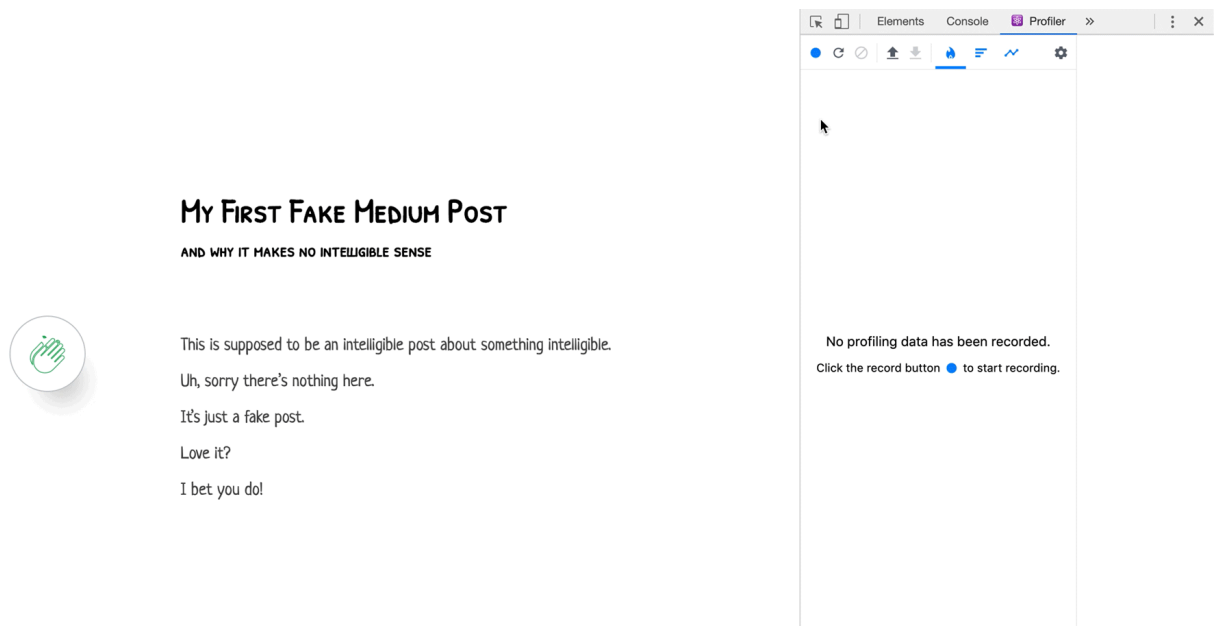 Elements Console Profiler
My First Fake Medium Post
and why it makes no intelligible sense
This is supposed to be an intelligible post about something intelligible.
Uh, sorry there's nothing here.
It's just a fake post.
Love it?
I bet you do!
No profiling data has been recorded.
Click the record button to start recording.